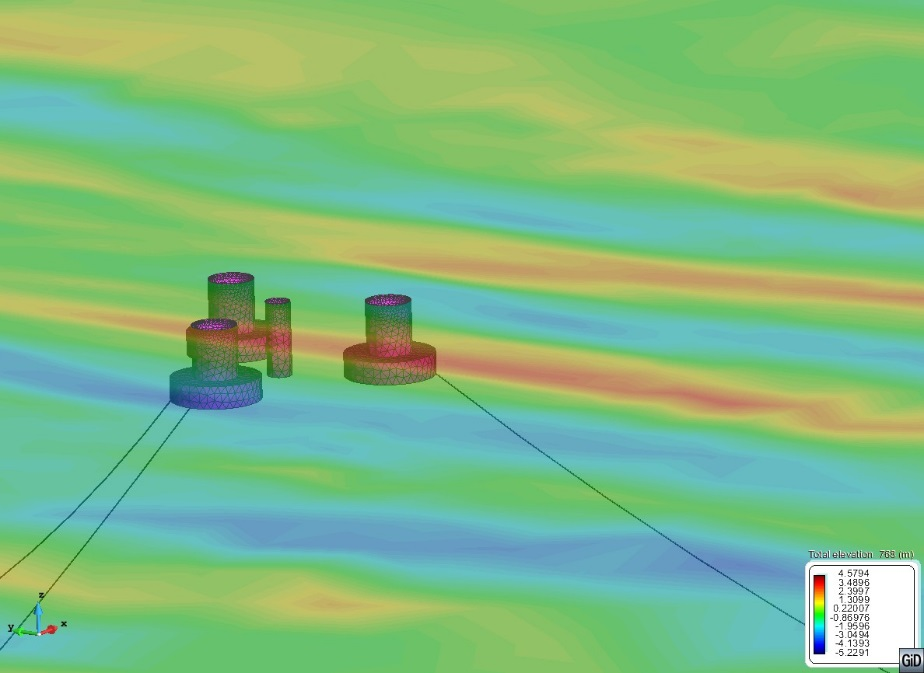 Total elevation. 768 (m)
4.5794
3.4896
2.3997
1.3099
0.22007
-0.86976
-1.9596
-3.0494
-4.1393
-5.2291
z
y
x
GiD